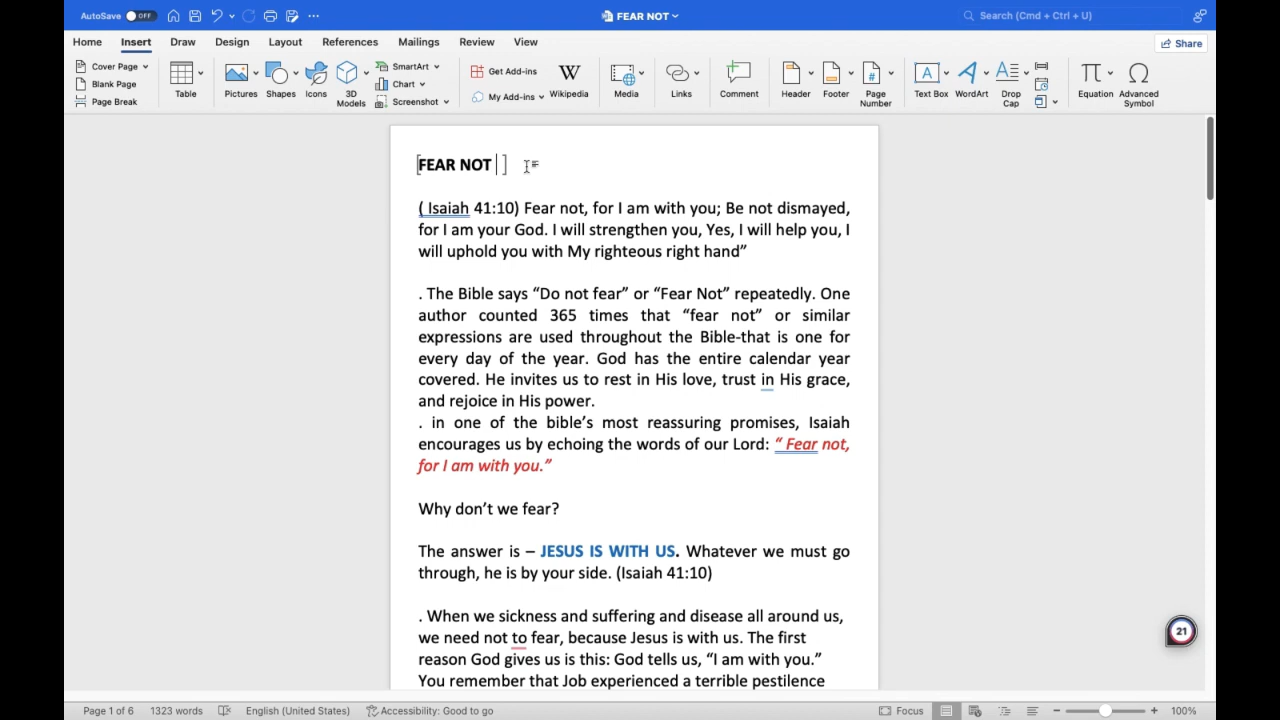 AutoSave OFF FEAR NOT Search (Cmd + Ctrl + U)
Home Insert Draw Design Layout References Mailings Review View Share
Cover Page
Blank Page
Page Break
Table
Pictures
Shapes
Icons
3D
Models
SmartArt
Chart
Screenshot
Get Add-ins
My Add-ins
W
Wikipedia
Media
Links
Comment
Header
Footer
#
Page
Number
A
Text Box
A
WordArt
A
Drop
Cap
π
Equation
Ω
Advanced
Symbol
[FEAR NOT ]
( Isaiah 41:10) Fear not, for I am with you; Be not dismayed,
for I am your God. I will strengthen you, Yes, I will help you, I
will uphold you with My righteous right hand”
. The Bible says “Do not fear” or “Fear Not” repeatedly. One
author counted 365 times that “fear not” or similar
expressions are used throughout the Bible-that is one for
every day of the year. God has the entire calendar year
covered. He invites us to rest in His love, trust in His grace,
and rejoice in His power.
. in one of the bible’s most reassuring promises, Isaiah
encourages us by echoing the words of our Lord: “ Fear not,
for I am with you.”
Why don’t we fear?
The answer is – JESUS IS WITH US. Whatever we must go
through, he is by your side. (Isaiah 41:10)
. When we sickness and suffering and disease all around us,
we need not to fear, because Jesus is with us. The first
reason God gives us is this: God tells us, “I am with you.”
You remember that Job experienced a terrible pestilence
21
Page 1 of 6 1323 words English (United States) Accessibility: Good to go Focus 100%